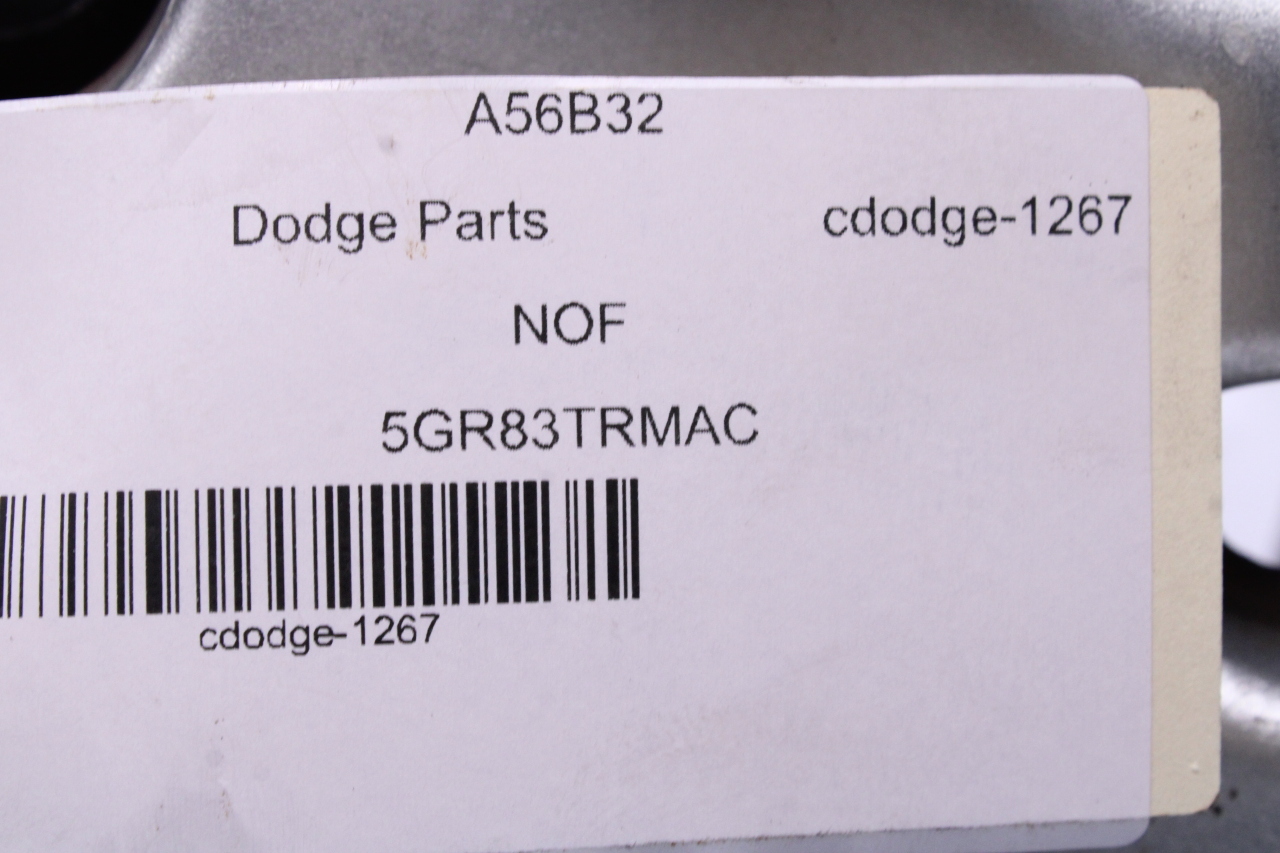 A56B32
Dodge Parts cdodge-1267
NOF
5GR83TRMAC
cdodge-1267